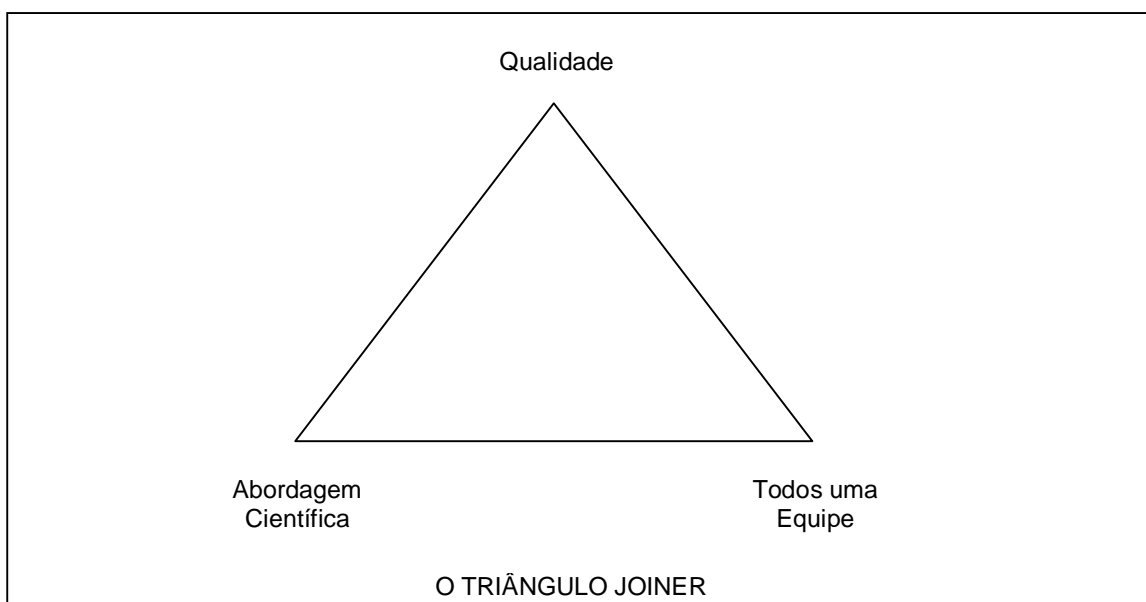 Qualidade
Abordagem
Científica
Todos uma
Equipe
O TRIÂNGULO JOINER